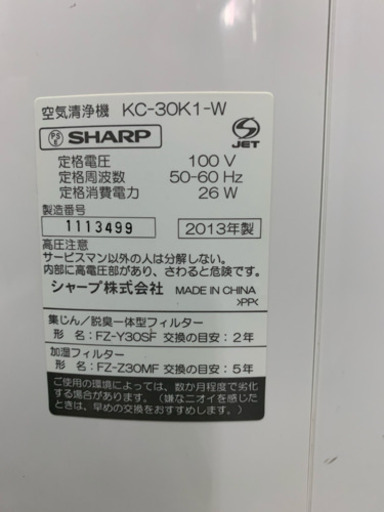 空気清浄機 KC-30K1-W
PS E SHARP
S JET
定格電圧 100 V
定格周波数 50-60 Hz
定格消費電力 26 W
製造番号
1113499 2013年製
高圧注意
サービスマン以外の人は分解しない。
内部に高電圧部があり、さわると危険です。
シャープ株式会社 MADE IN CHINA
>PP<
集じん/脱臭一体型フィルター
形 名:FZ-Y30SF 交換の目安:2年
加湿フィルター
形 名:FZ-Z30MF 交換の目安:5年
ご使用の環境によっては、数か月程度で劣化
する場合があります。(嫌なニオイを感じた
ときは、早めの交換をおすすめします。)